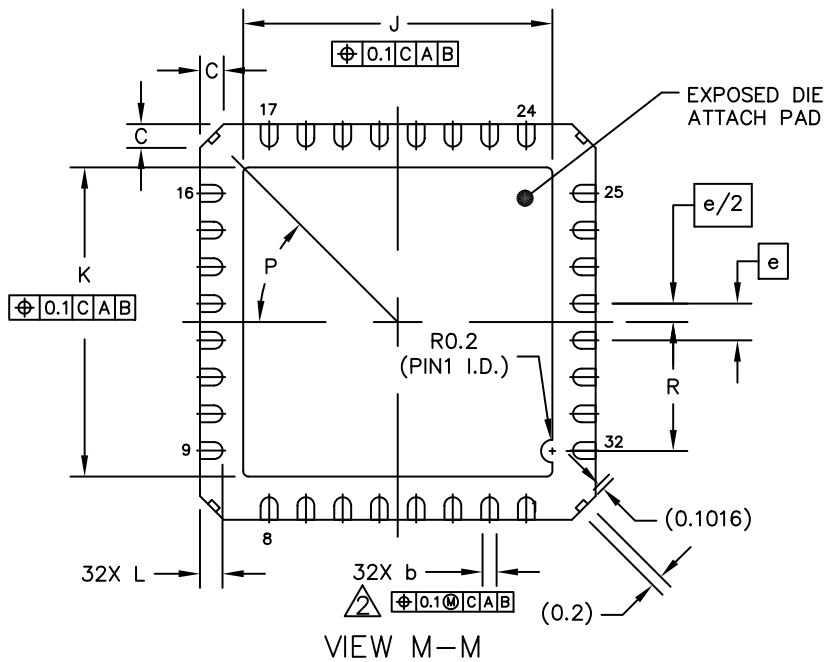 J
⌖ 0.1 C A B
C
17
24
EXPOSED DIE
ATTACH PAD
C
16
25
e/2
K
P
e
⌖ 0.1 C A B
R0.2
(PIN1 I.D.)
R
9
32
1
(0.1016)
8
32X L
32X b
2
⌖ 0.1 Ⓜ C A B
(0.2)
VIEW M-M